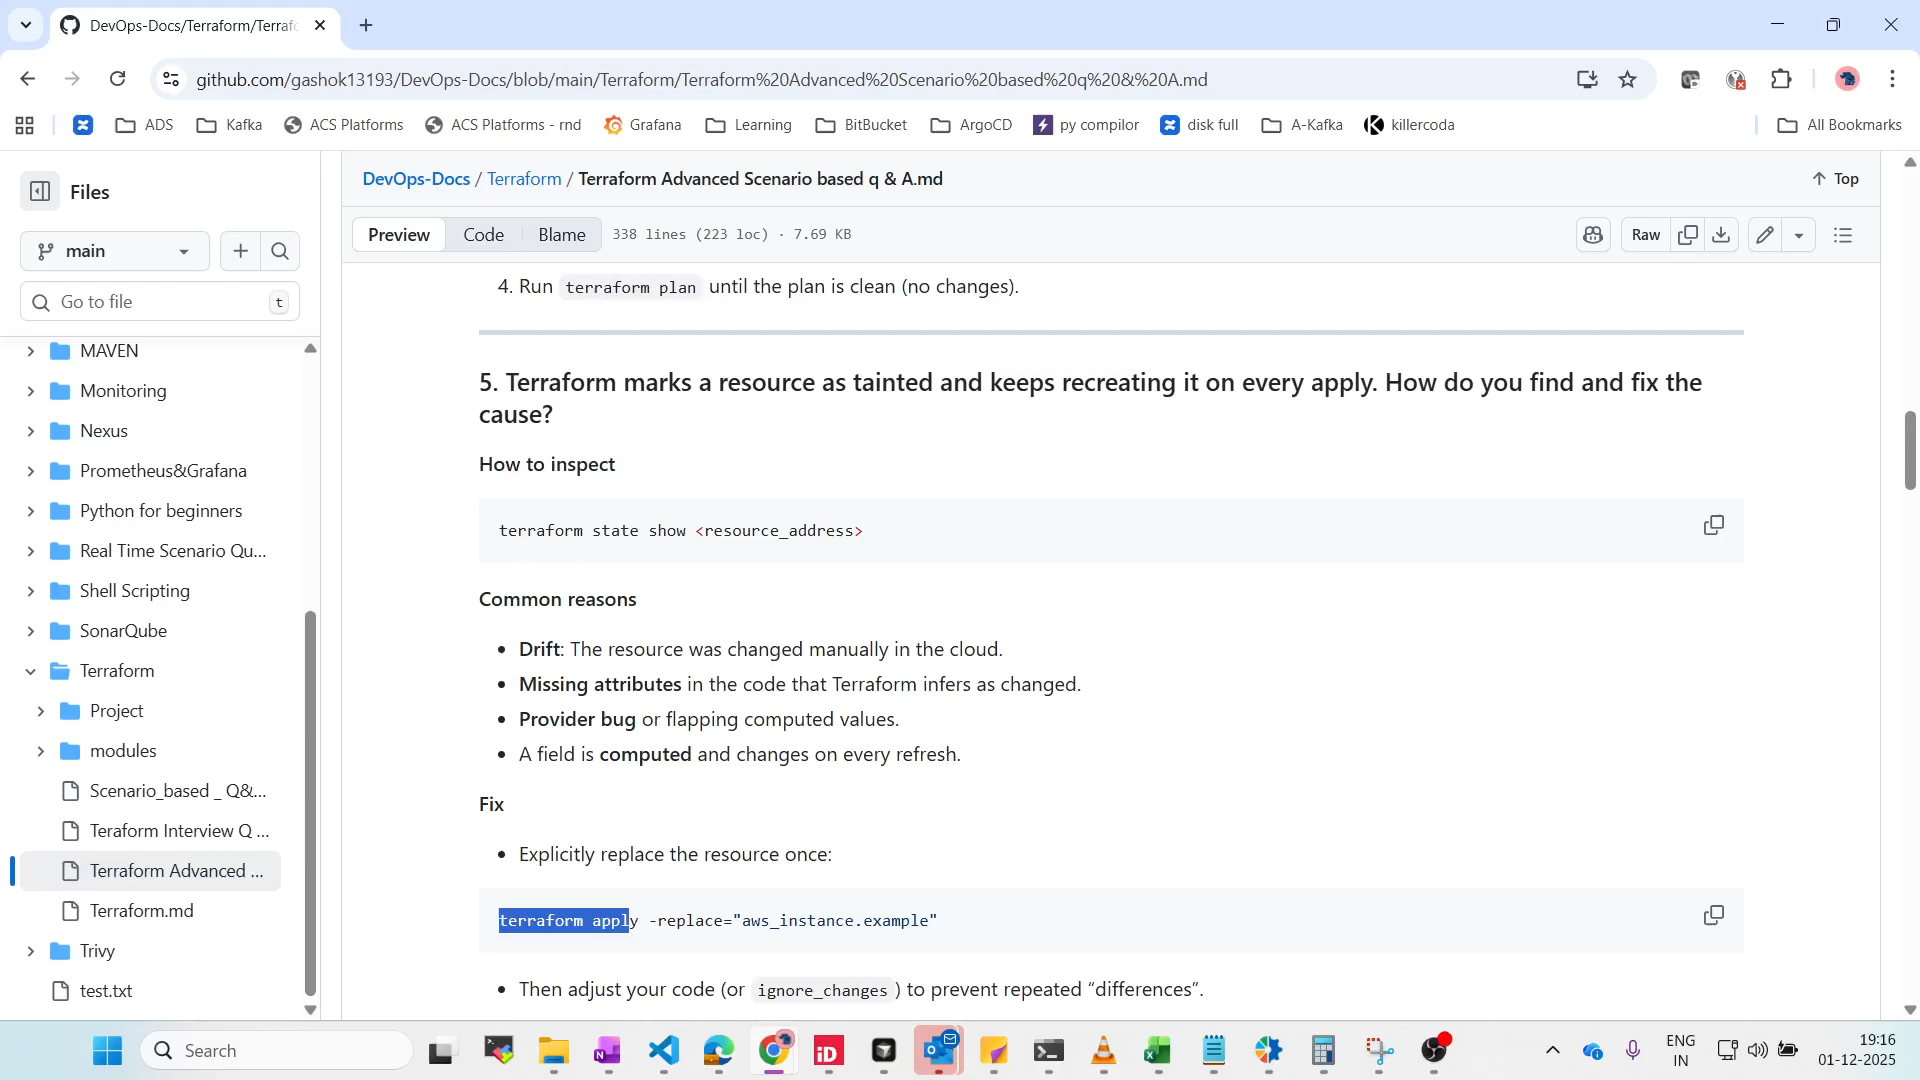 DevOps-Docs/Terraform/Terrafo
github.com/gashok13193/DevOps-Docs/blob/main/Terraform/Terraform%20Advanced%20Scenario%20based%20q%20&%20A.md
ADS
Kafka
ACS Platforms
ACS Platforms - rnd
Grafana
Learning
BitBucket
ArgoCD
py compilor
disk full
A-Kafka
killercoda
All Bookmarks
Files
DevOps-Docs / Terraform / Terraform Advanced Scenario based q & A.md
Top
main
Preview
Code
Blame
338 lines (223 loc) · 7.69 KB
Raw
Go to file
t
MAVEN
Monitoring
Nexus
Prometheus&Grafana
Python for beginners
Real Time Scenario Qu...
Shell Scripting
SonarQube
Terraform
Project
modules
Scenario_based _ Q&...
Teraform Interview Q ...
Terraform Advanced ...
Terraform.md
Trivy
test.txt
4. Run terraform plan until the plan is clean (no changes).
5. Terraform marks a resource as tainted and keeps recreating it on every apply. How do you find and fix the
cause?
How to inspect
terraform state show <resource_address>
Common reasons
• Drift: The resource was changed manually in the cloud.
• Missing attributes in the code that Terraform infers as changed.
• Provider bug or flapping computed values.
• A field is computed and changes on every refresh.
Fix
• Explicitly replace the resource once:
terraform apply -replace="aws_instance.example"
• Then adjust your code (or ignore_changes) to prevent repeated “differences”.
Search
ENG
IN
19:16
01-12-2025